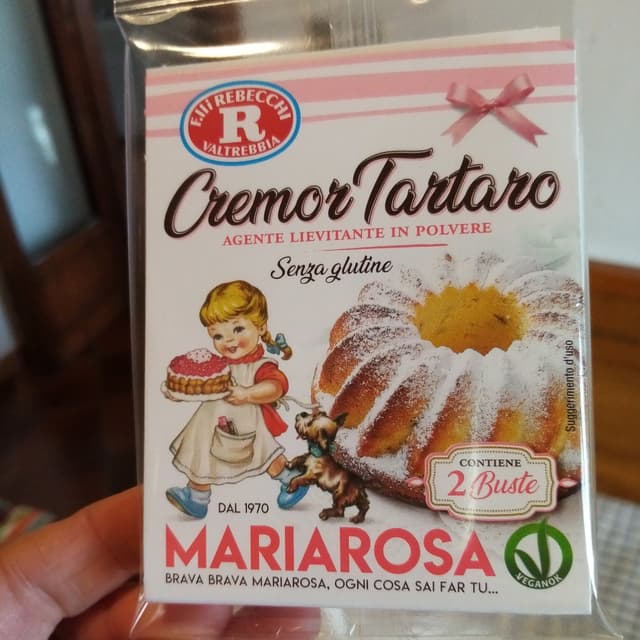 F.lli REBECCHI
R
VALTREBBIA
Cremor Tartaro
AGENTE LIEVITANTE IN POLVERE
Senza glutine
Suggerimento d'uso
CONTIENE
2 Buste
DAL 1970
MARIAROSA
BRAVA BRAVA MARIAROSA, OGNI COSA SAI FAR TU...
VEGANOK